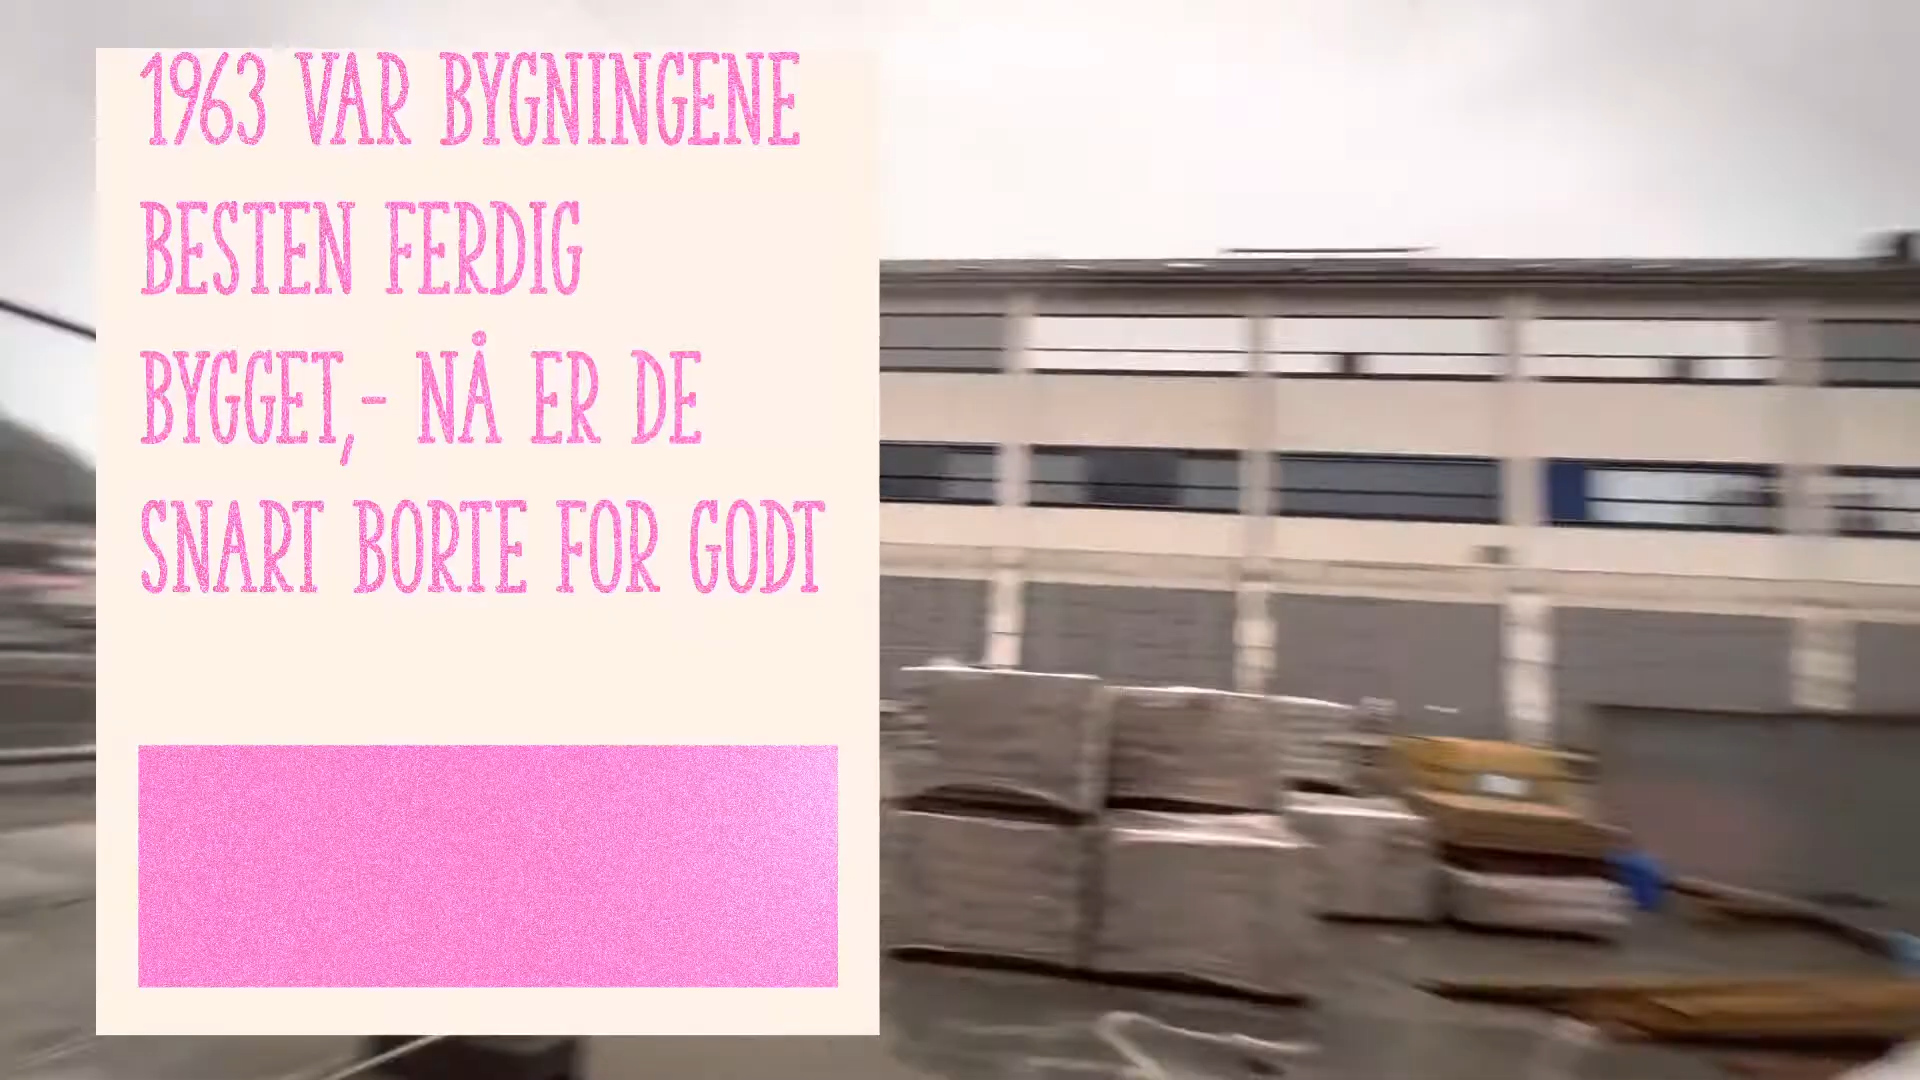 1963 VAR BYGNINGENE
BESTEN FERDIG
BYGGET,- NÅ ER DE
SNART BORTE FOR GODT